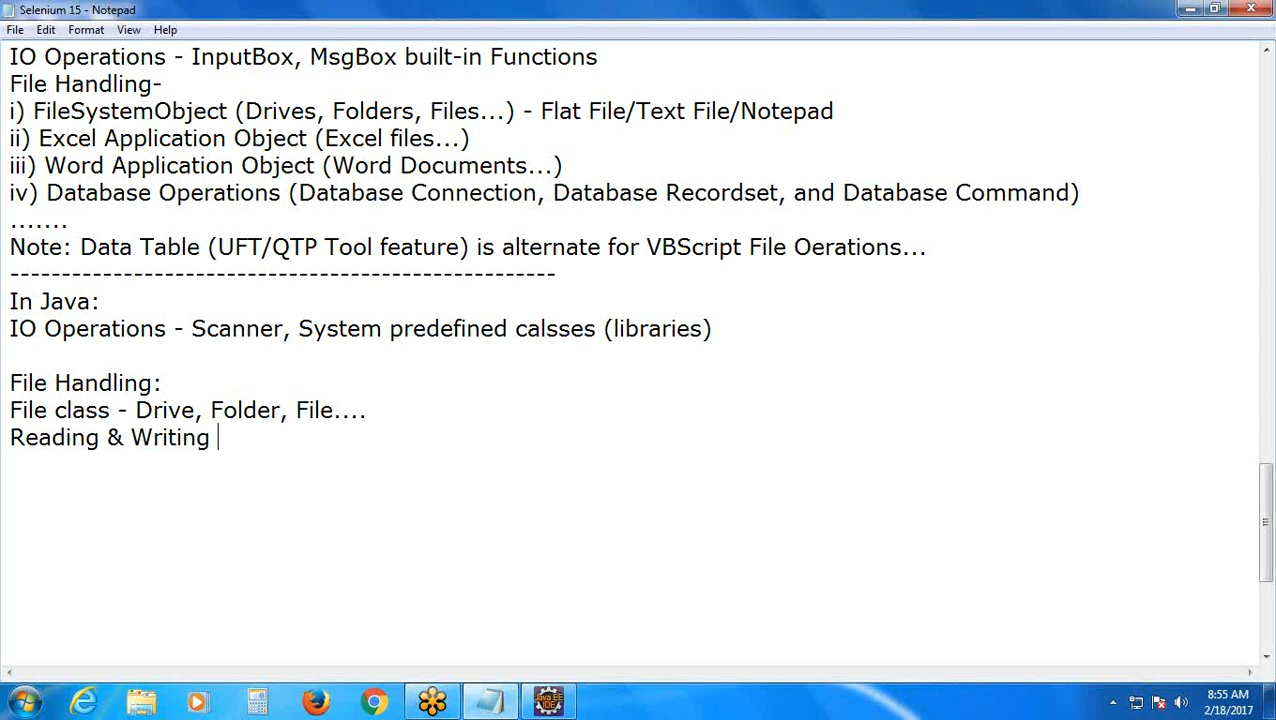 Selenium 15 - Notepad
File Edit Format View Help
IO Operations - InputBox, MsgBox built-in Functions
File Handling-
i) FileSystemObject (Drives, Folders, Files...) - Flat File/Text File/Notepad
ii) Excel Application Object (Excel files...)
iii) Word Application Object (Word Documents...)
iv) Database Operations (Database Connection, Database Recordset, and Database Command)
.......
Note: Data Table (UFT/QTP Tool feature) is alternate for VBScript File Oerations...
----------------------------------------------------
In Java:
IO Operations - Scanner, System predefined calsses (libraries)
File Handling:
File class - Drive, Folder, File....
Reading & Writing
Java EE
IDE
8:55 AM
2/18/2017